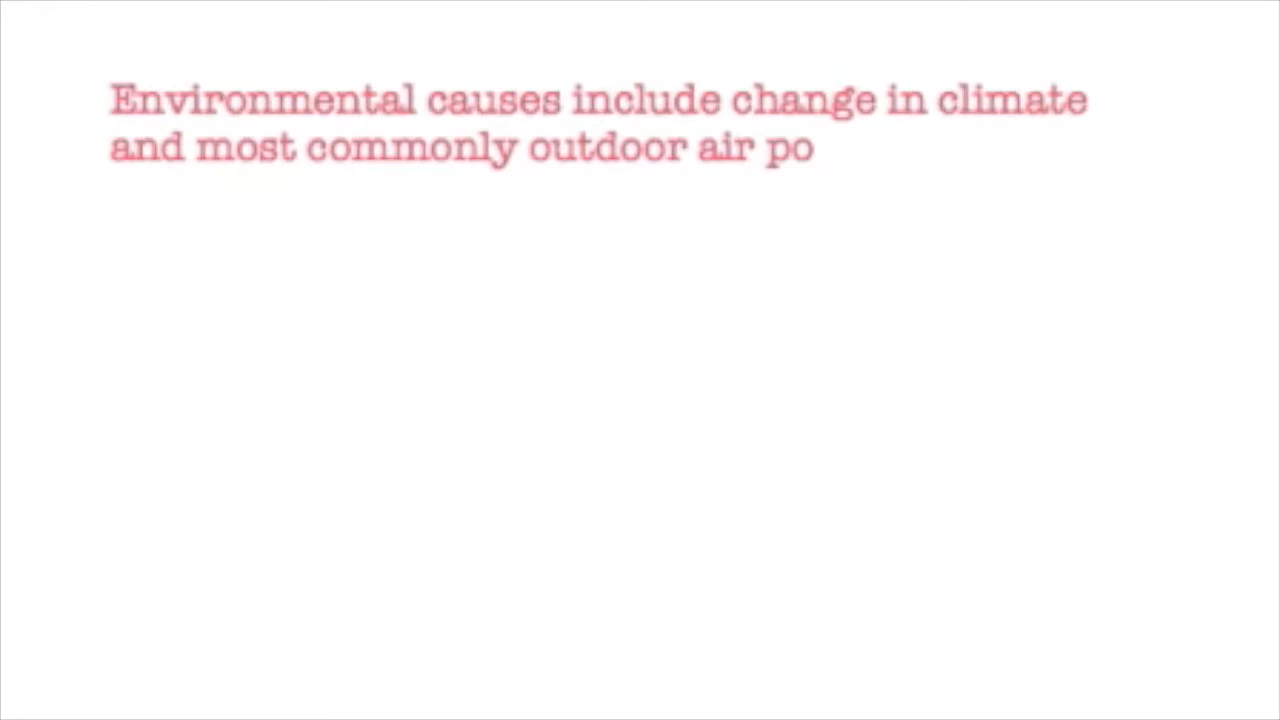 Environmental causes include change in climate
and most commonly outdoor air po